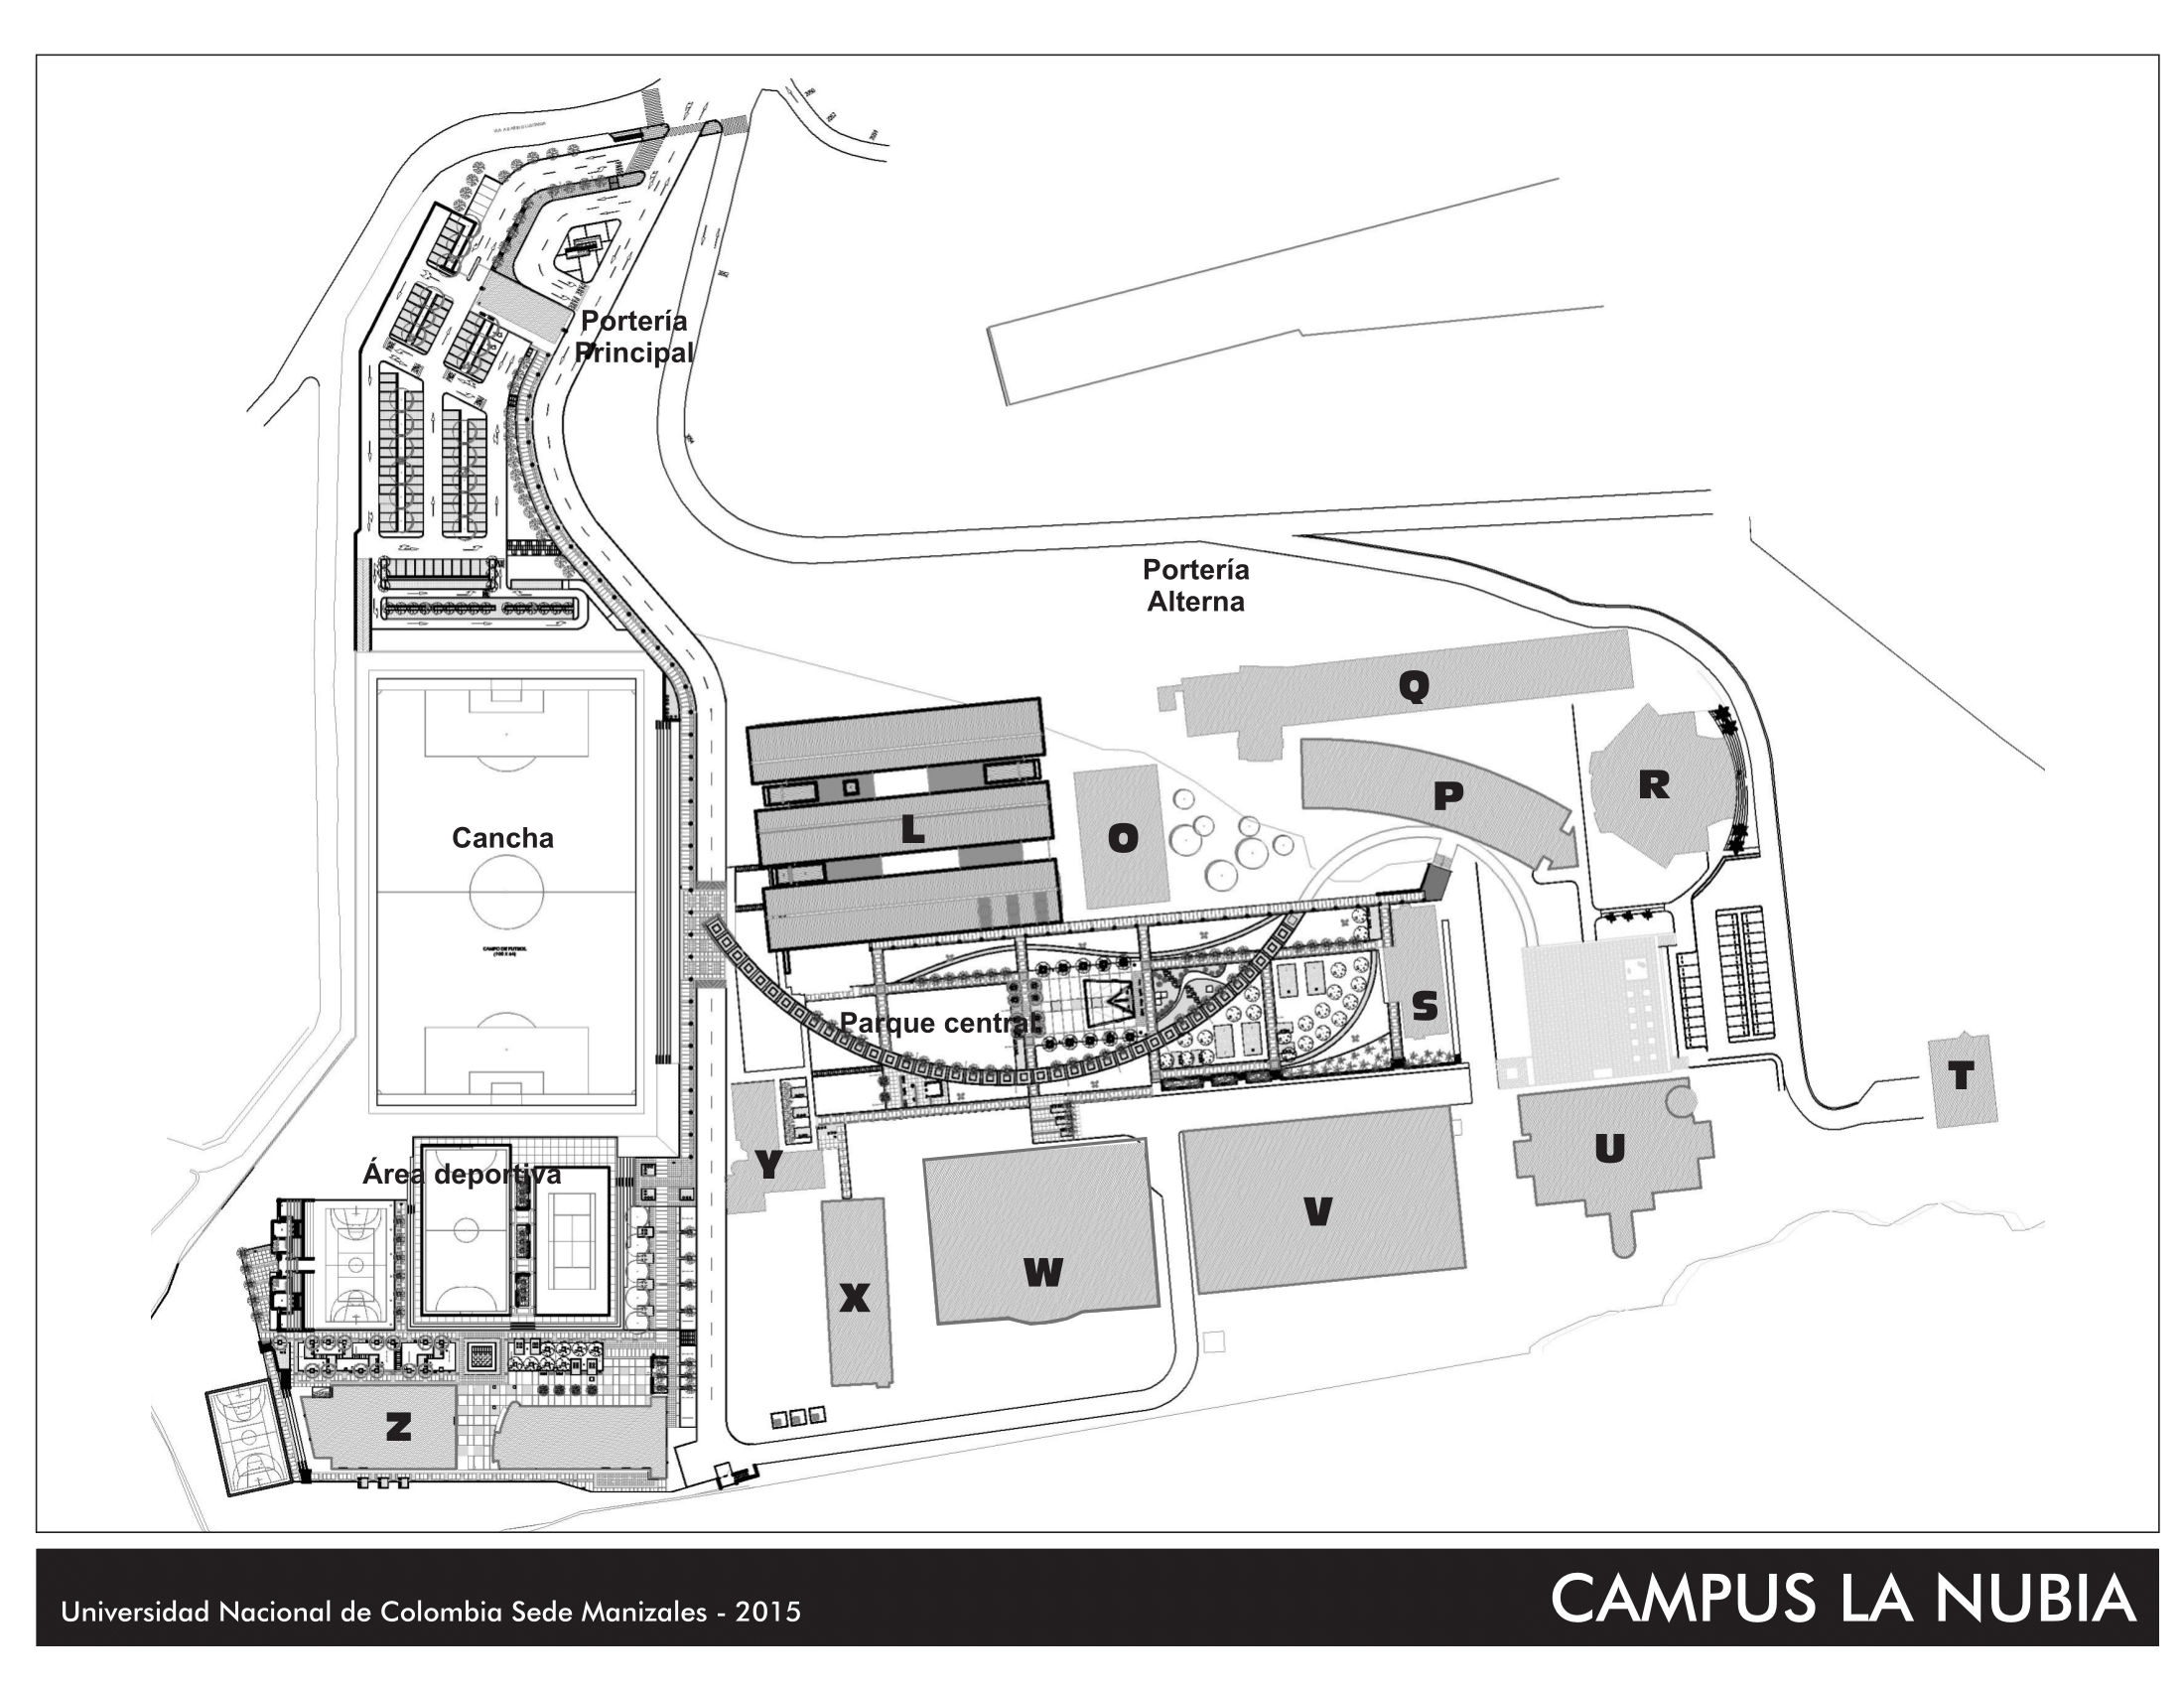 Portería
Principal
Portería
Alterna
Q
R
P
L
O
Cancha
CAMPO DE FUTBOL
S
Parque central
T
Y
U
Área deportiva
V
W
X
Z
Universidad Nacional de Colombia Sede Manizales - 2015
CAMPUS LA NUBIA